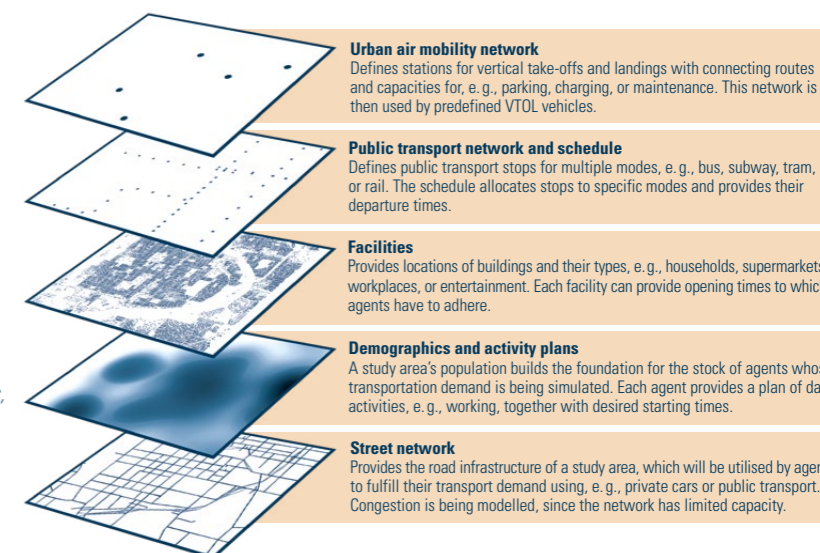 Urban air mobility network
Defines stations for vertical take-offs and landings with connecting routes
and capacities for, e. g., parking, charging, or maintenance. This network is
then used by predefined VTOL vehicles.
Public transport network and schedule
Defines public transport stops for multiple modes, e. g., bus, subway, tram,
or rail. The schedule allocates stops to specific modes and provides their
departure times.
Facilities
Provides locations of buildings and their types, e. g., households, supermarkets
workplaces, or entertainment. Each facility can provide opening times to
agents have to adhere.
Demographics and activity plans
A study area's population builds the foundation for the stock of agents
transportation demand is being simulated. Each agent provides a plan of
activities, e. g., working, together with desired starting times.
Street network
Provides the road infrastructure of a study area, which will be utilised by
to fulfill their transport demand using, e. g., private cars or public transport.
Congestion is being modelled, since the network has limited capacity.